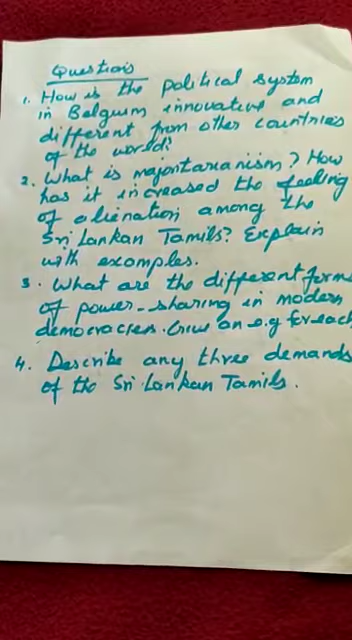 Questions
1. How is the political system
in Belgium innovative and
different from other countries
of the world?
2. What is majoritarianism? How
has it increased the feeling
of alienation among the
Sri Lankan Tamils? Explain
with examples.
3. What are the different forms
of power-sharing in modern
democracies. Give an e.g for each
4. Describe any three demands
of the Sri Lankan Tamils.